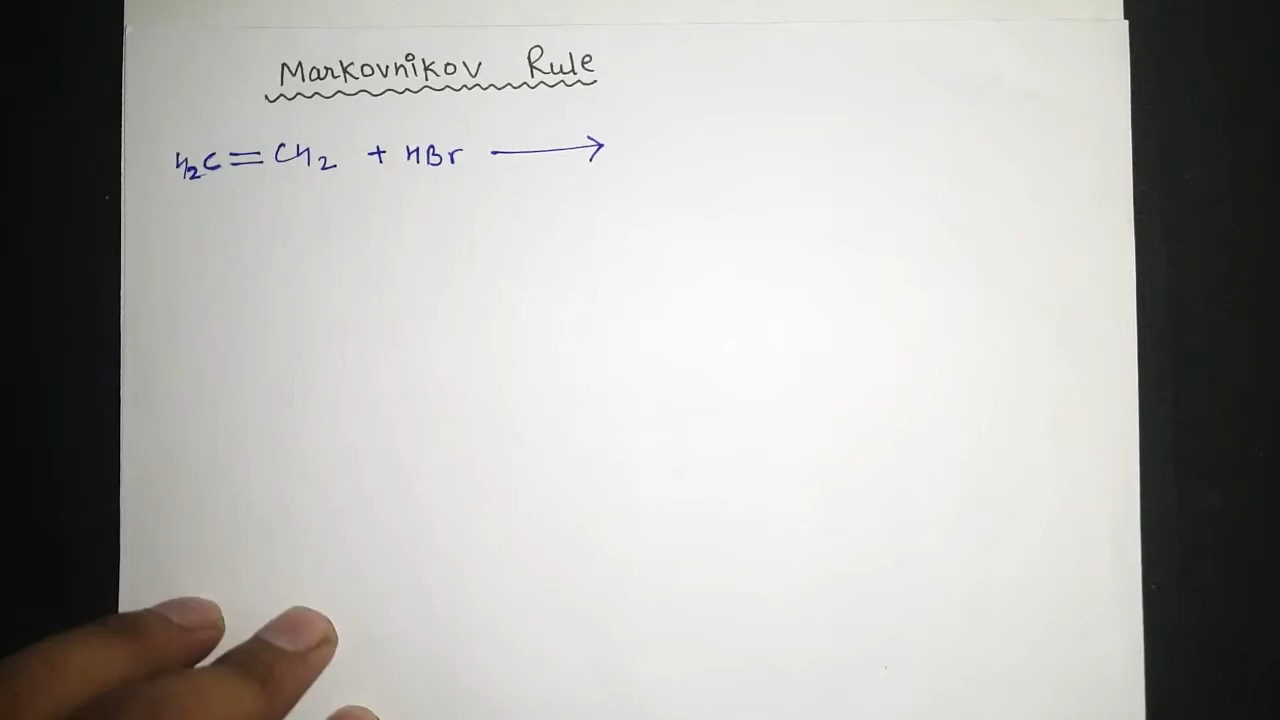 Markovnikov Rule
H₂C=CH₂ + HBr ⟶